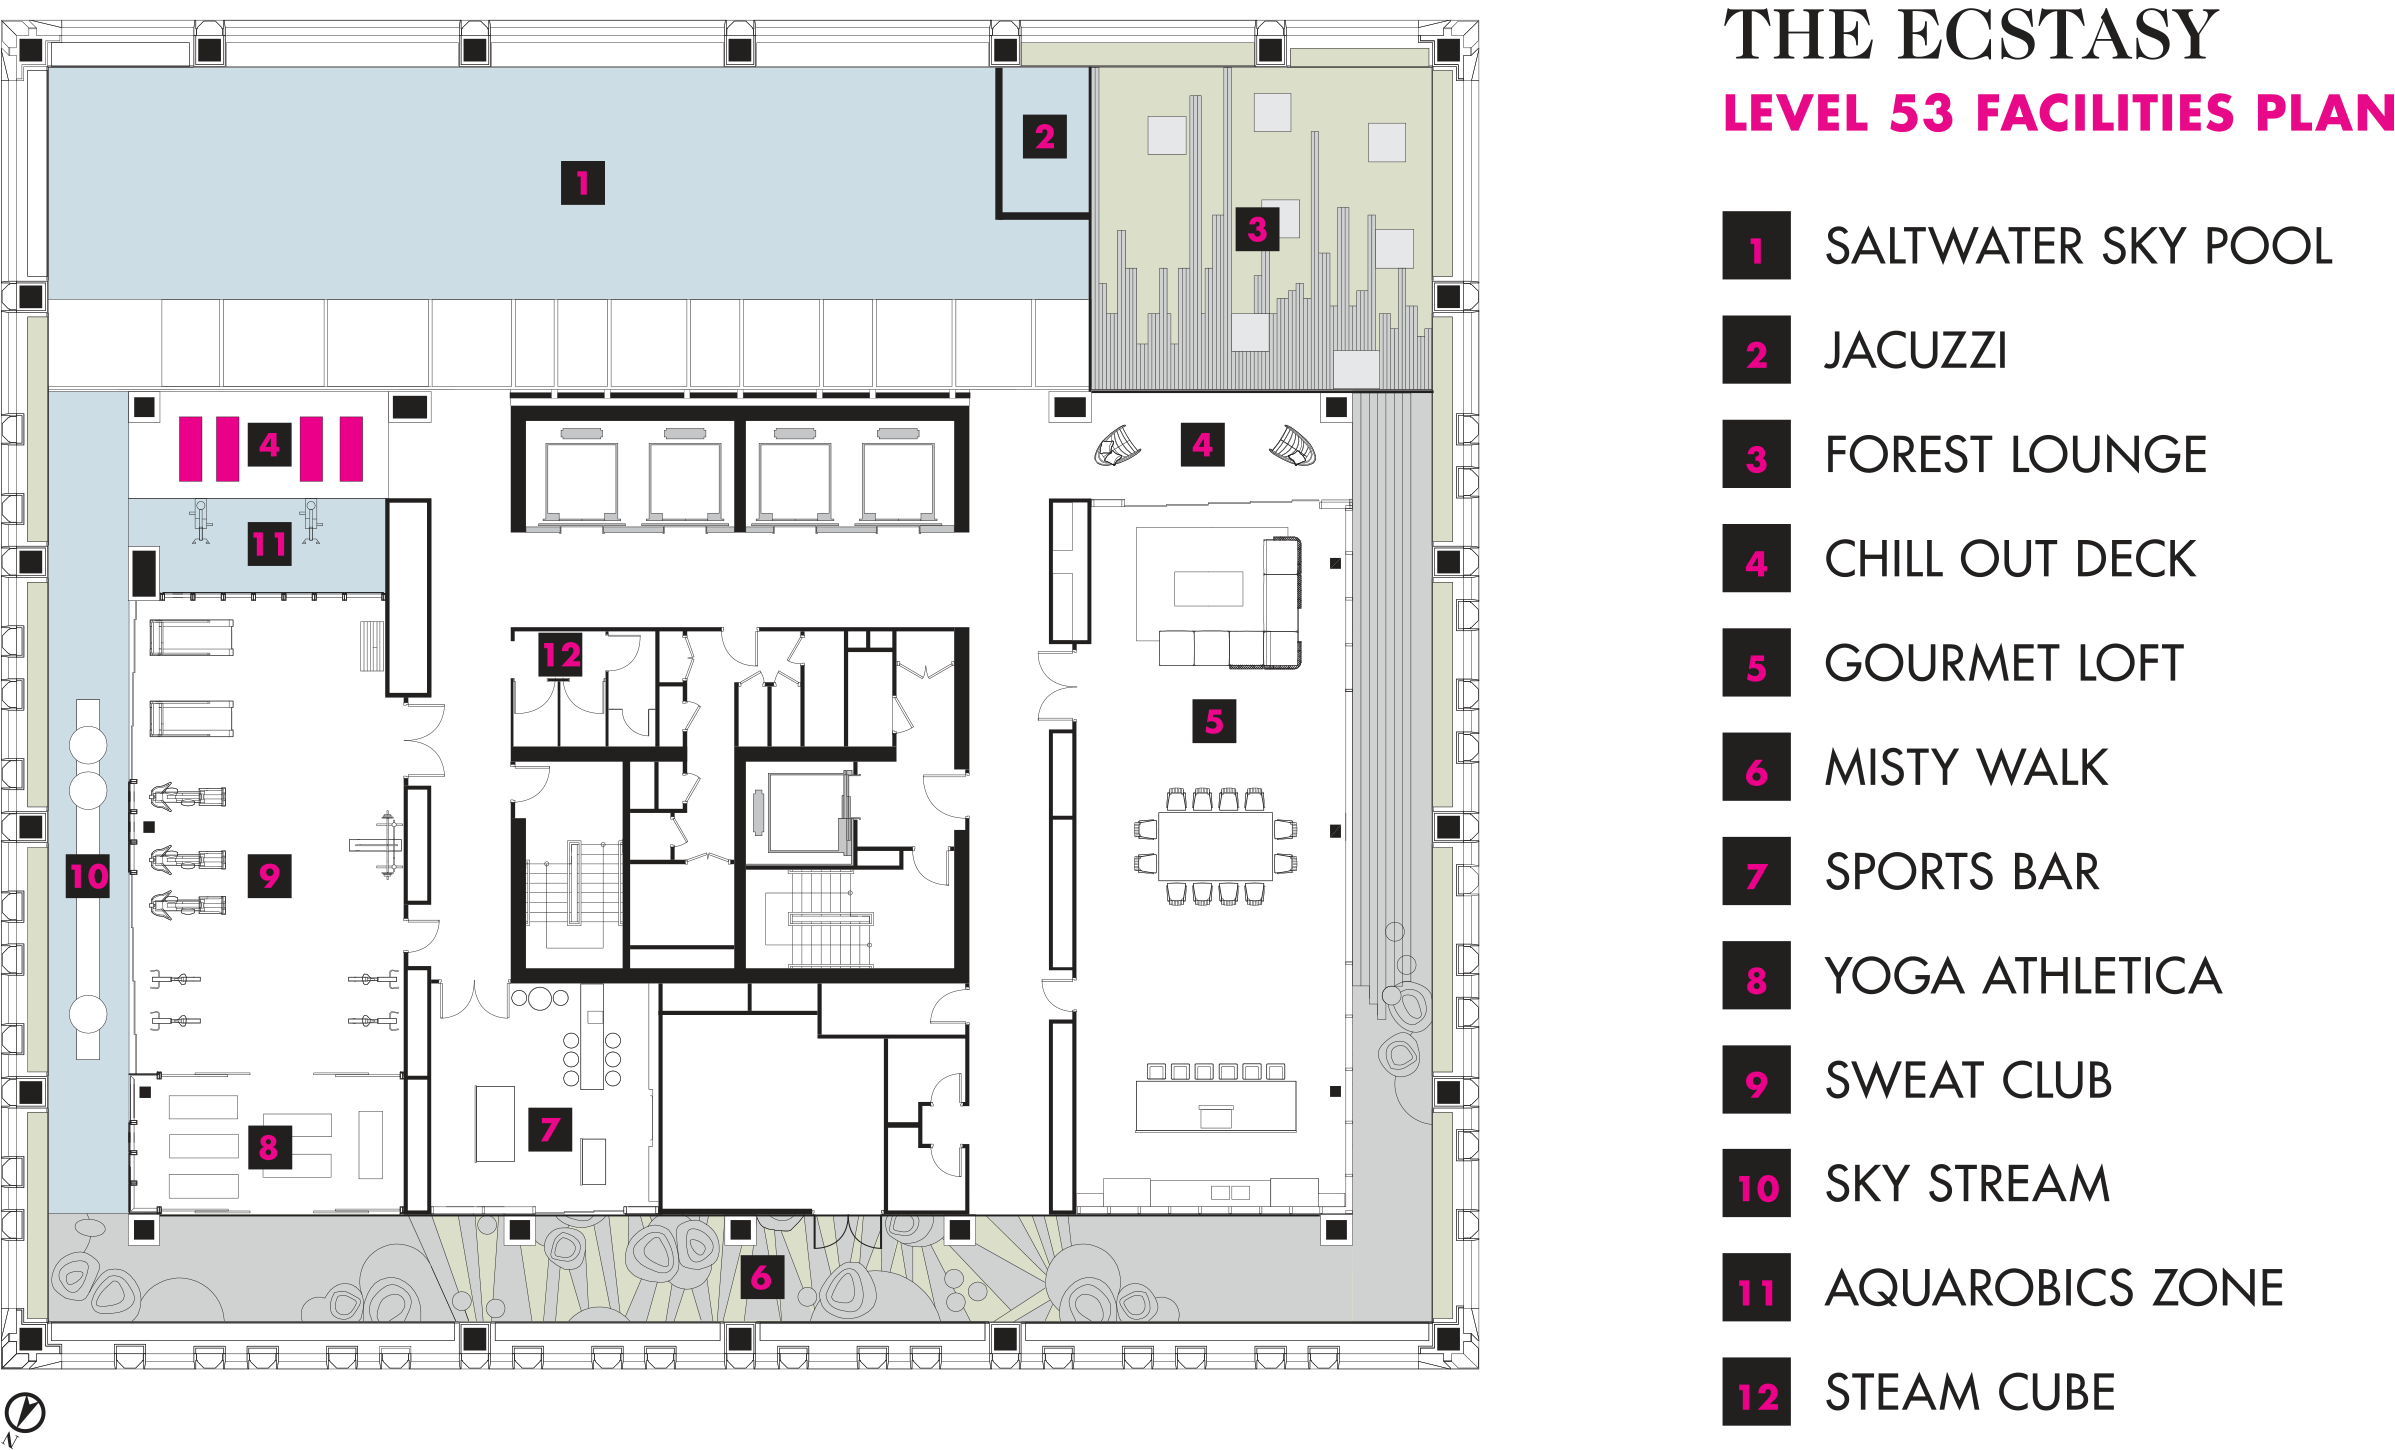 THE ECSTASY
LEVEL 53 FACILITIES PLAN
1 SALTWATER SKY POOL
2 JACUZZI
3 FOREST LOUNGE
4 CHILL OUT DECK
5 GOURMET LOFT
6 MISTY WALK
7 SPORTS BAR
8 YOGA ATHLETICA
9 SWEAT CLUB
10 SKY STREAM
11 AQUAROBICS ZONE
12 STEAM CUBE
2
1
3
4
4
11
12
5
10
9
7
8
6
N